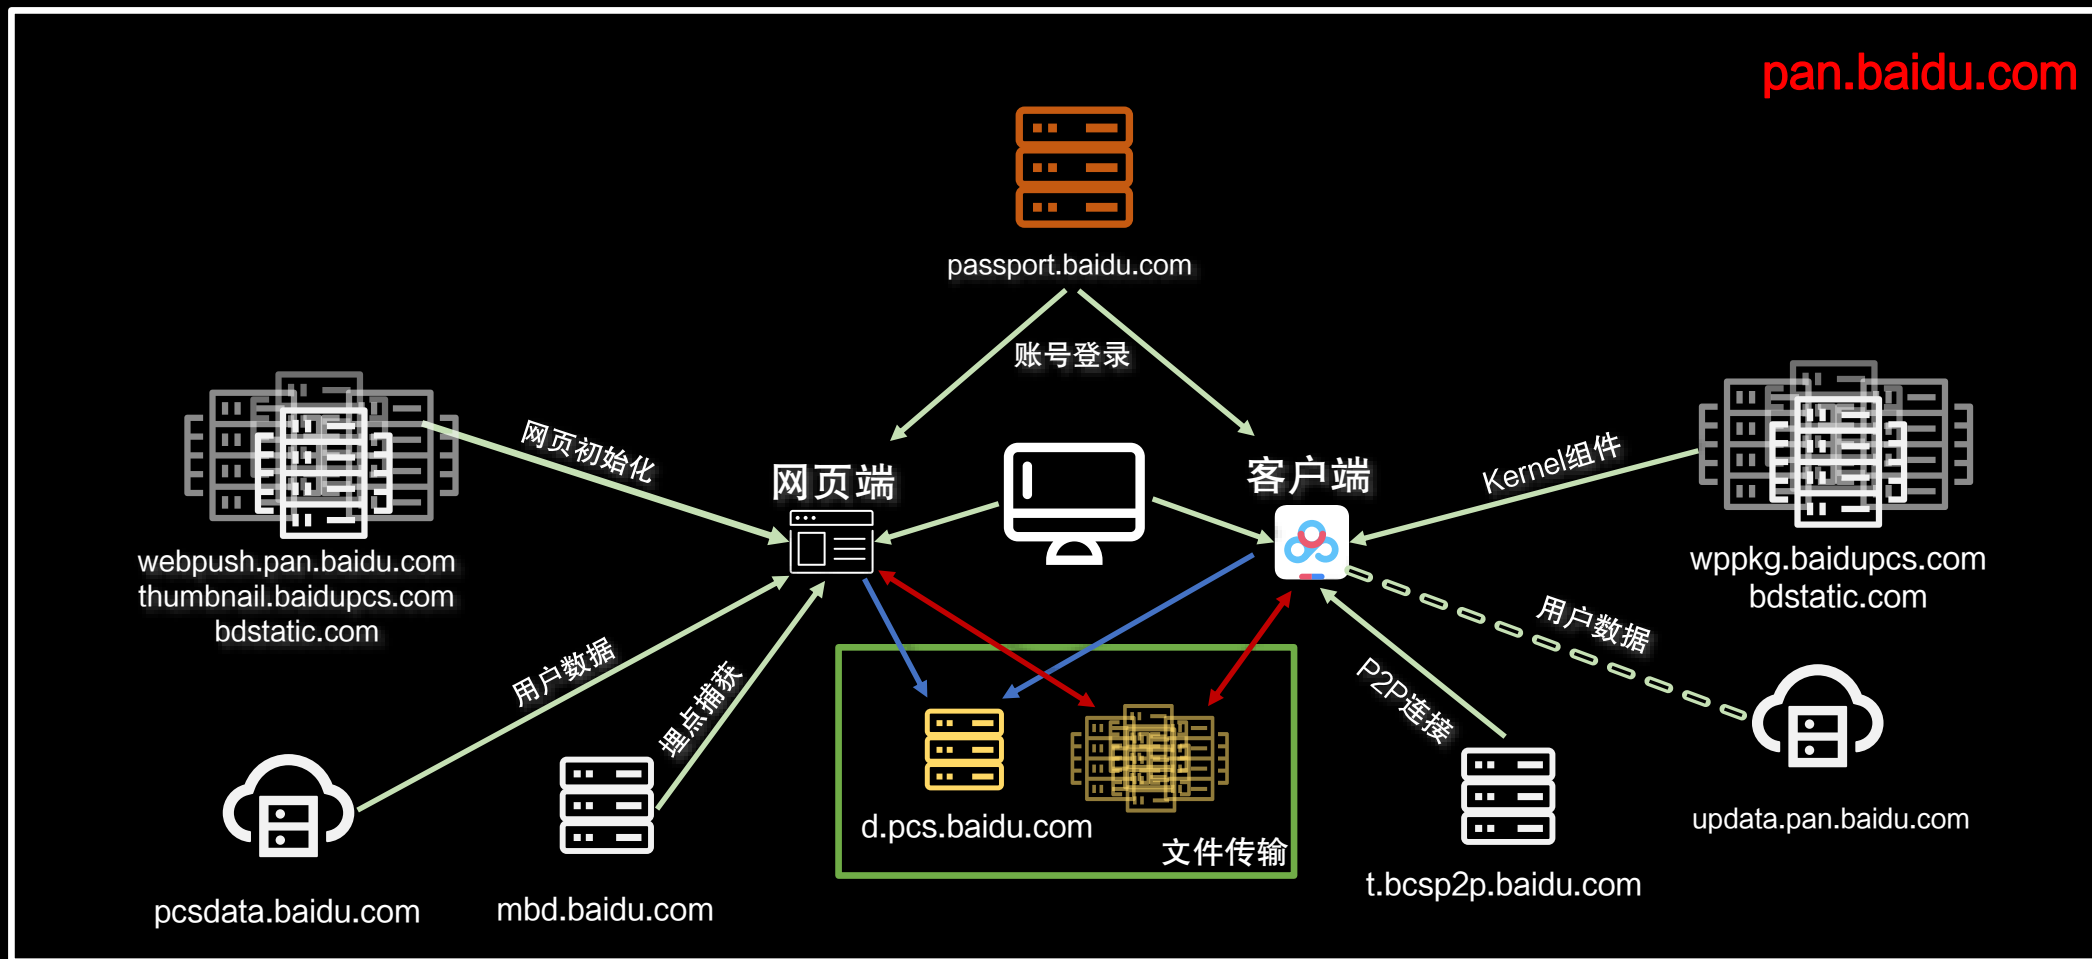 pan.baidu.com
passport.baidu.com
账号登录
网页初始化
Kernel组件
网页端
客户端
webpush.pan.baidu.com
thumbnail.baidupcs.com
bdstatic.com
wppkg.baidupcs.com
bdstatic.com
用户数据
埋点捕获
用户数据
P2P连接
d.pcs.baidu.com
文件传输
updata.pan.baidu.com
t.bcsp2p.baidu.com
pcsdata.baidu.com
mbd.baidu.com